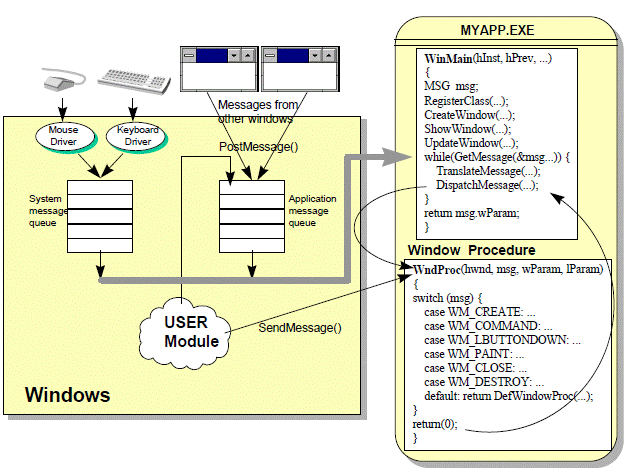 MYAPP.EXE
WinMain(hInst, hPrev, ...)
{
MSG msg;
RegisterClass(...);
CreateWindow(...);
ShowWindow(...);
UpdateWindow(...);
while(GetMessage(&msg...)) {
TranslateMessage(...);
DispatchMessage(...);
}
return msg.wParam;
}
Window Procedure
WndProc(hwnd, msg, wParam, lParam)
{
switch (msg) {
case WM_CREATE: ...
case WM_COMMAND: ...
case WM_LBUTTONDOWN: ...
case WM_PAINT: ...
case WM_CLOSE: ...
case WM_DESTROY: ...
default: return DefWindowProc(...);
}
return(0);
}
Messages from
other windows
PostMessage()
Mouse
Driver
Keyboard
Driver
System
message
queue
Application
message
queue
USER
Module
SendMessage()
Windows